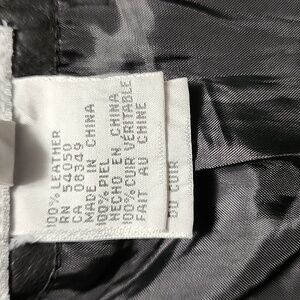 100% LEATHER
RN 54050
CA 08349
MADE IN CHINA
100% PIEL
HECHO EN CHINA
100% CUIR VÉRITABLE
FAIT AU CHINE
DU CUIR